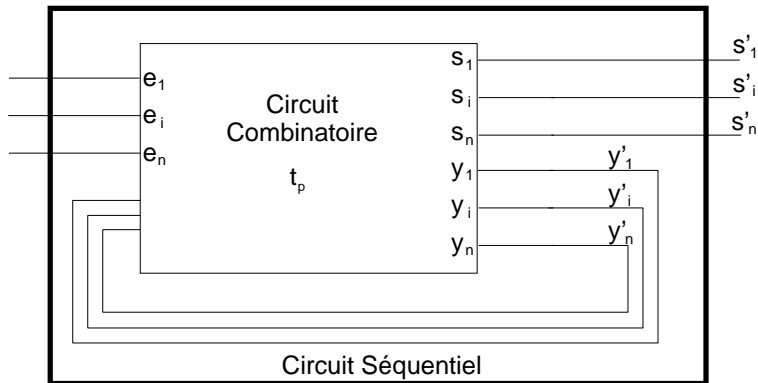 s'1
s'i
s'n
e1
ei
en
Circuit
Combinatoire
tp
s1
si
sn
y1
yi
yn
y'1
y'i
y'n
Circuit Séquentiel